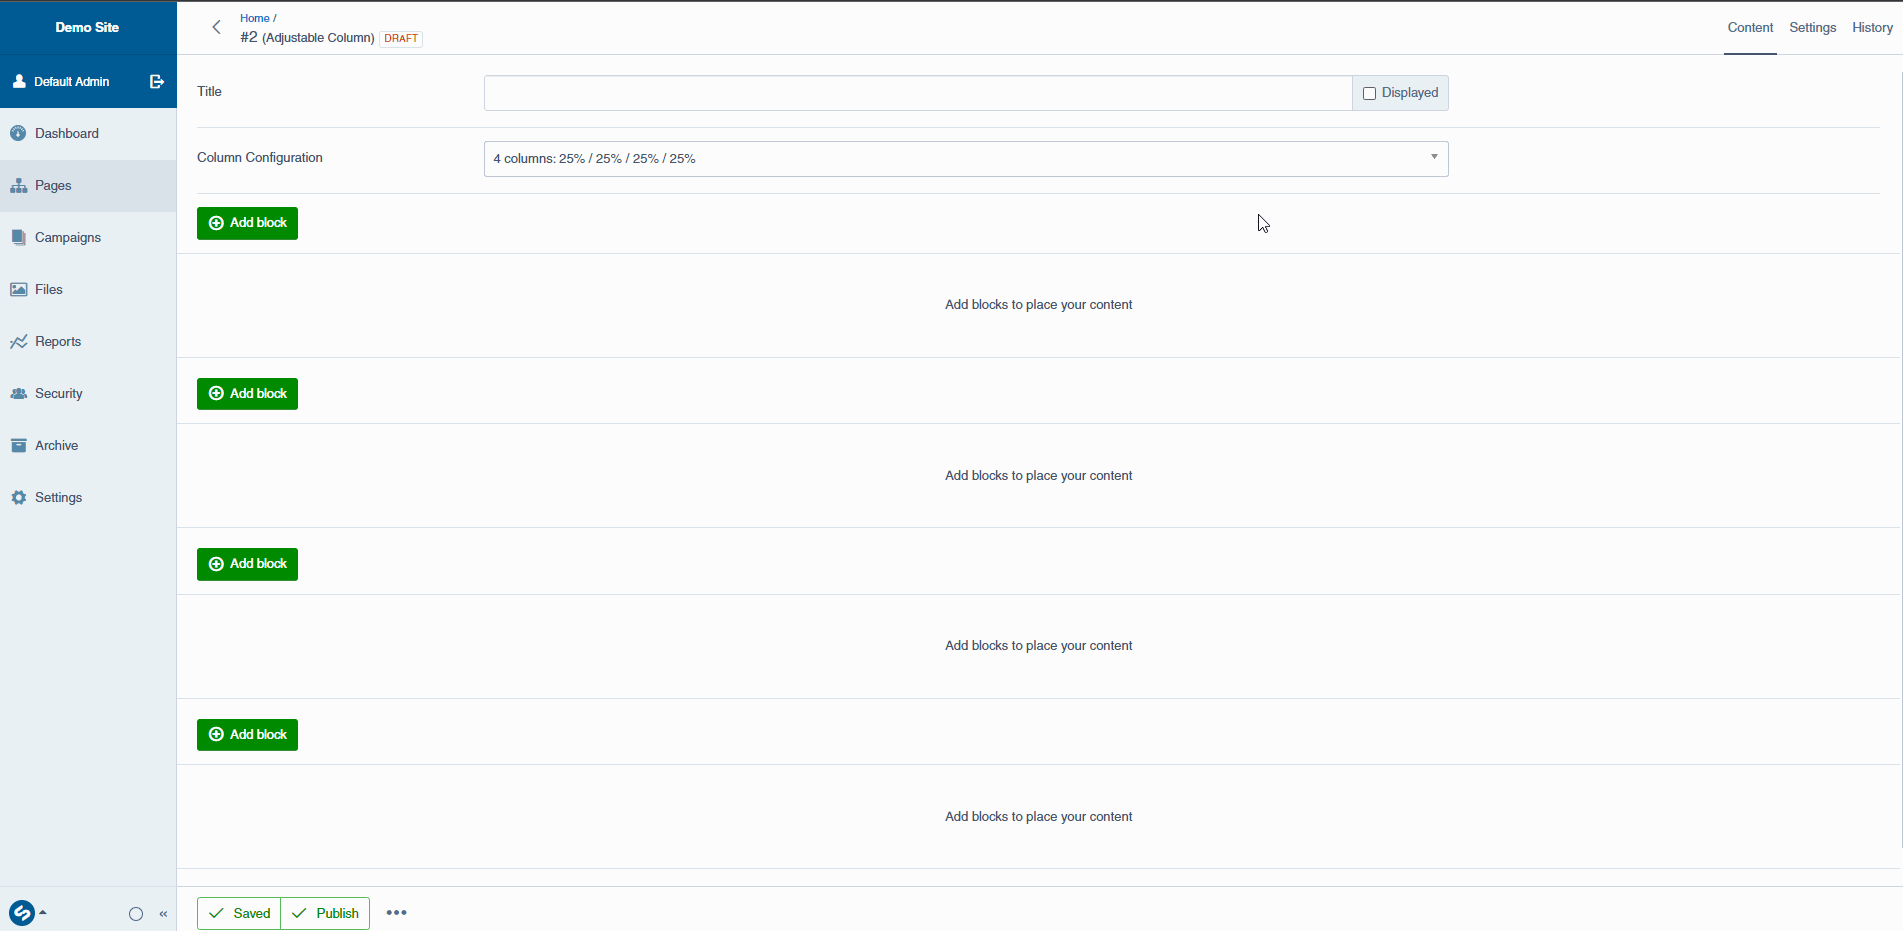 Demo Site
Default Admin
Dashboard
Pages
Campaigns
Files
Reports
Security
Archive
Settings
«
Home /
#2 (Adjustable Column) DRAFT
Content Settings History
Title
Displayed
Column Configuration
4 columns: 25% / 25% / 25% / 25%
Add block
Add blocks to place your content
Add block
Add blocks to place your content
Add block
Add blocks to place your content
Add block
Add blocks to place your content
Saved Publish •••